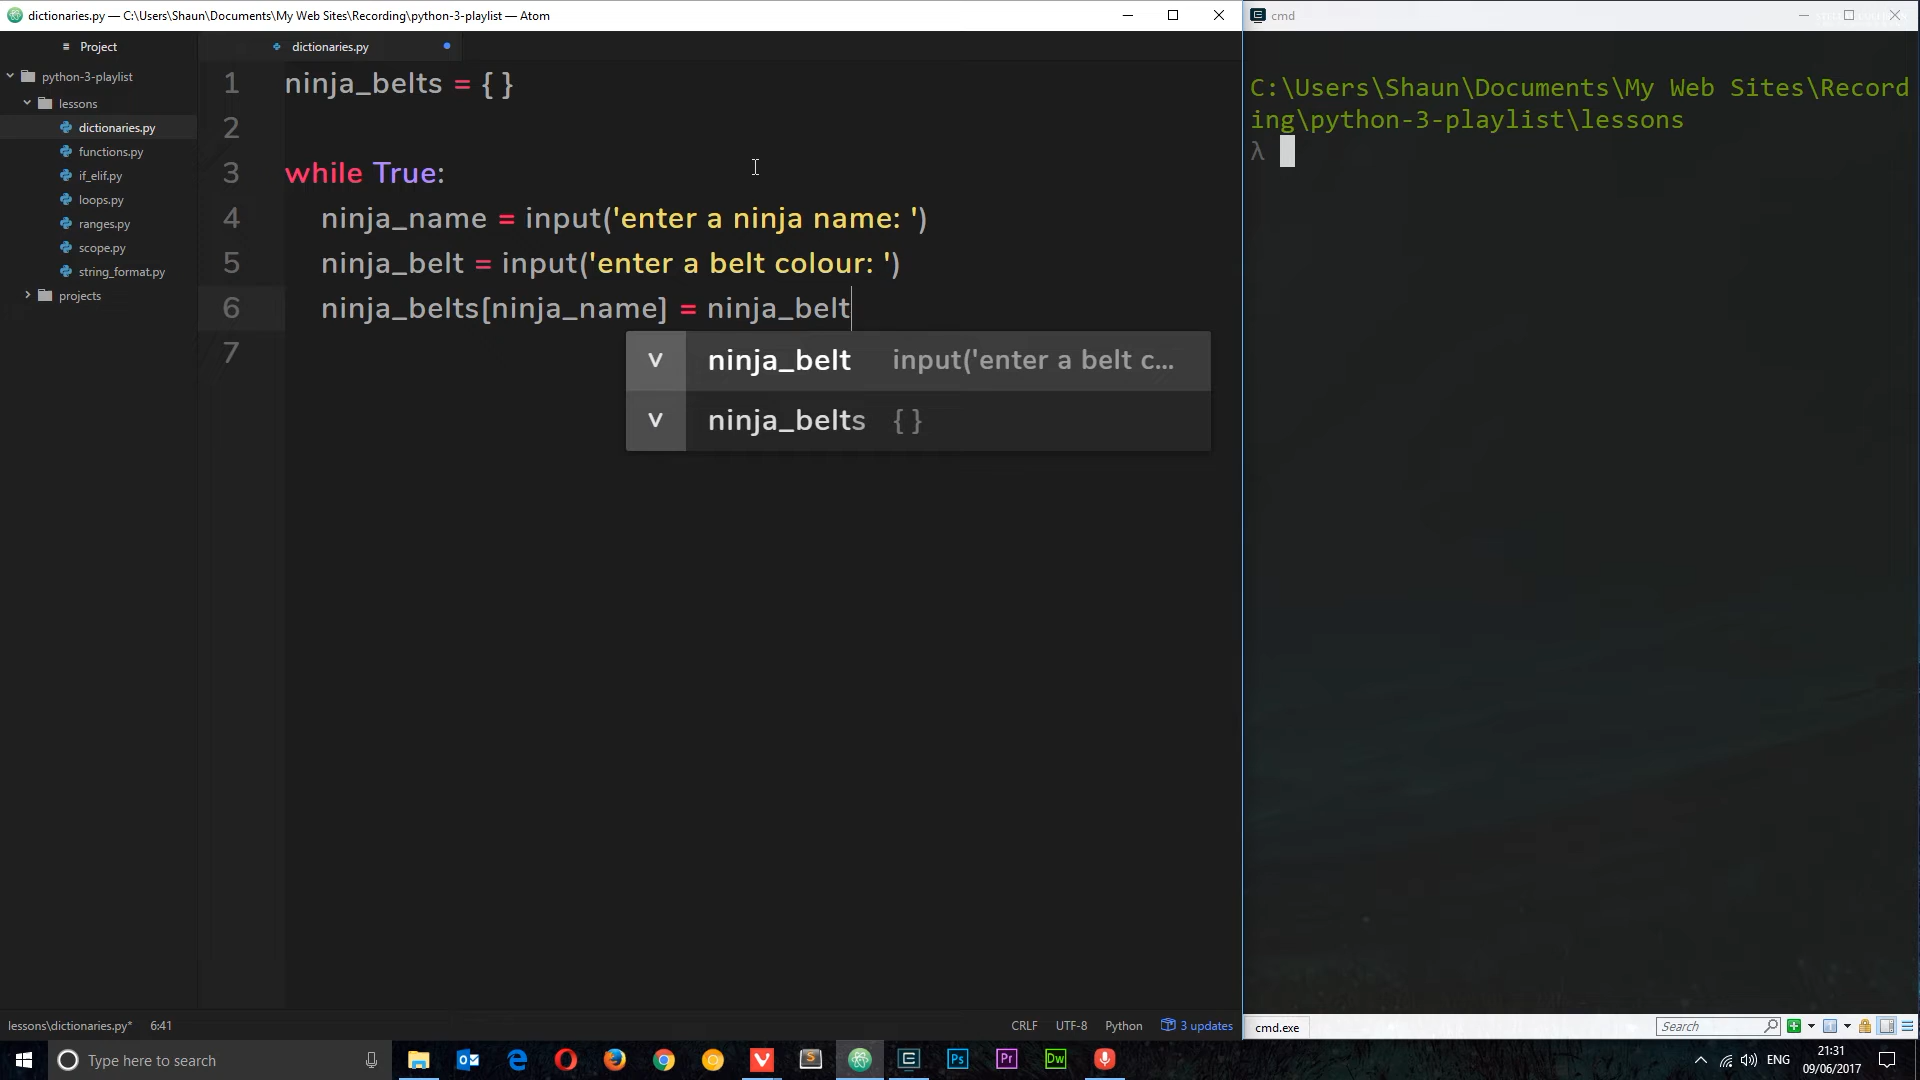 dictionaries.py — C:\Users\Shaun\Documents\My Web Sites\Recording\python-3-playlist — Atom
cmd
Project
dictionaries.py
python-3-playlist
lessons
dictionaries.py
functions.py
if_elif.py
loops.py
ranges.py
scope.py
string_format.py
projects
1 ninja_belts = {}
2
3 while True:
4 ninja_name = input('enter a ninja name: ')
5 ninja_belt = input('enter a belt colour: ')
6 ninja_belts[ninja_name] = ninja_belt
7
v ninja_belt input('enter a belt c...
v ninja_belts {}
C:\Users\Shaun\Documents\My Web Sites\Record
ing\python-3-playlist\lessons
λ
lessons\dictionaries.py* 6:41 CRLF UTF-8 Python 3 updates
cmd.exe Search
Type here to search
Ps Pr Dw
ENG
21:31
09/06/2017